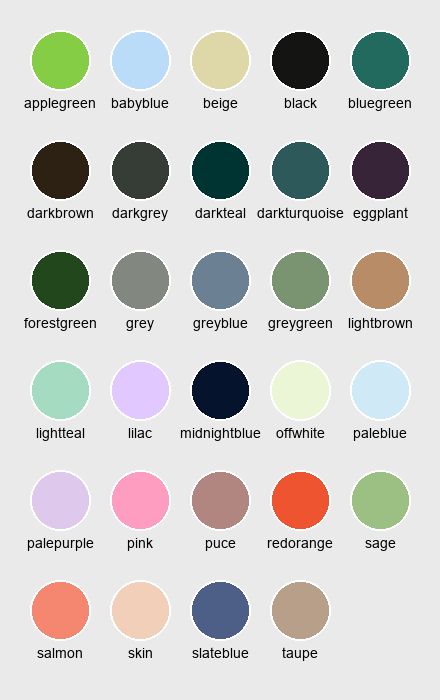 applegreen babyblue beige black bluegreen
darkbrown darkgrey darkteal darkturquoise eggplant
forestgreen grey greyblue greygreen lightbrown
lightteal lilac midnightblue offwhite paleblue
palepurple pink puce redorange sage
salmon skin slateblue taupe